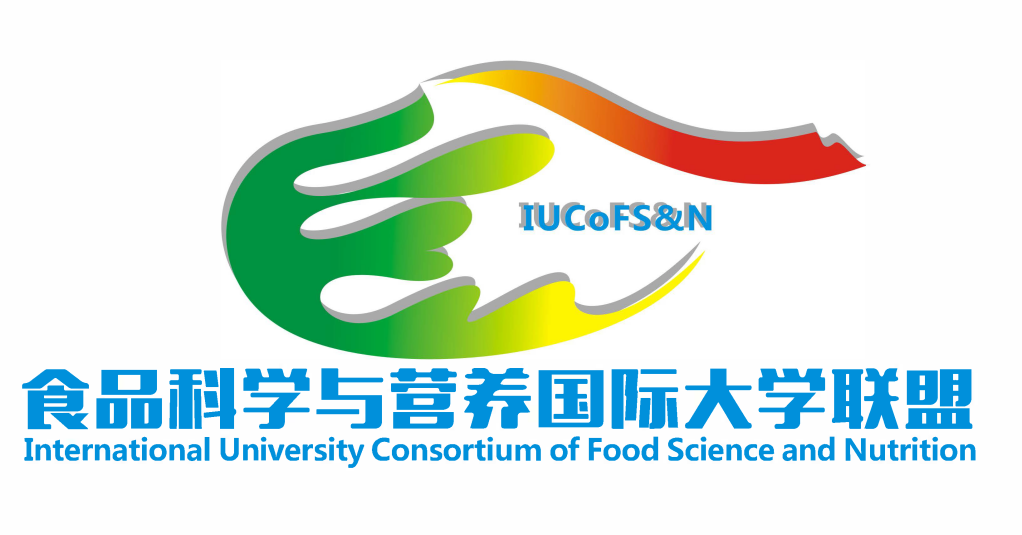 IUCoFS&N
食品科学与营养国际大学联盟
International University Consortium of Food Science and Nutrition